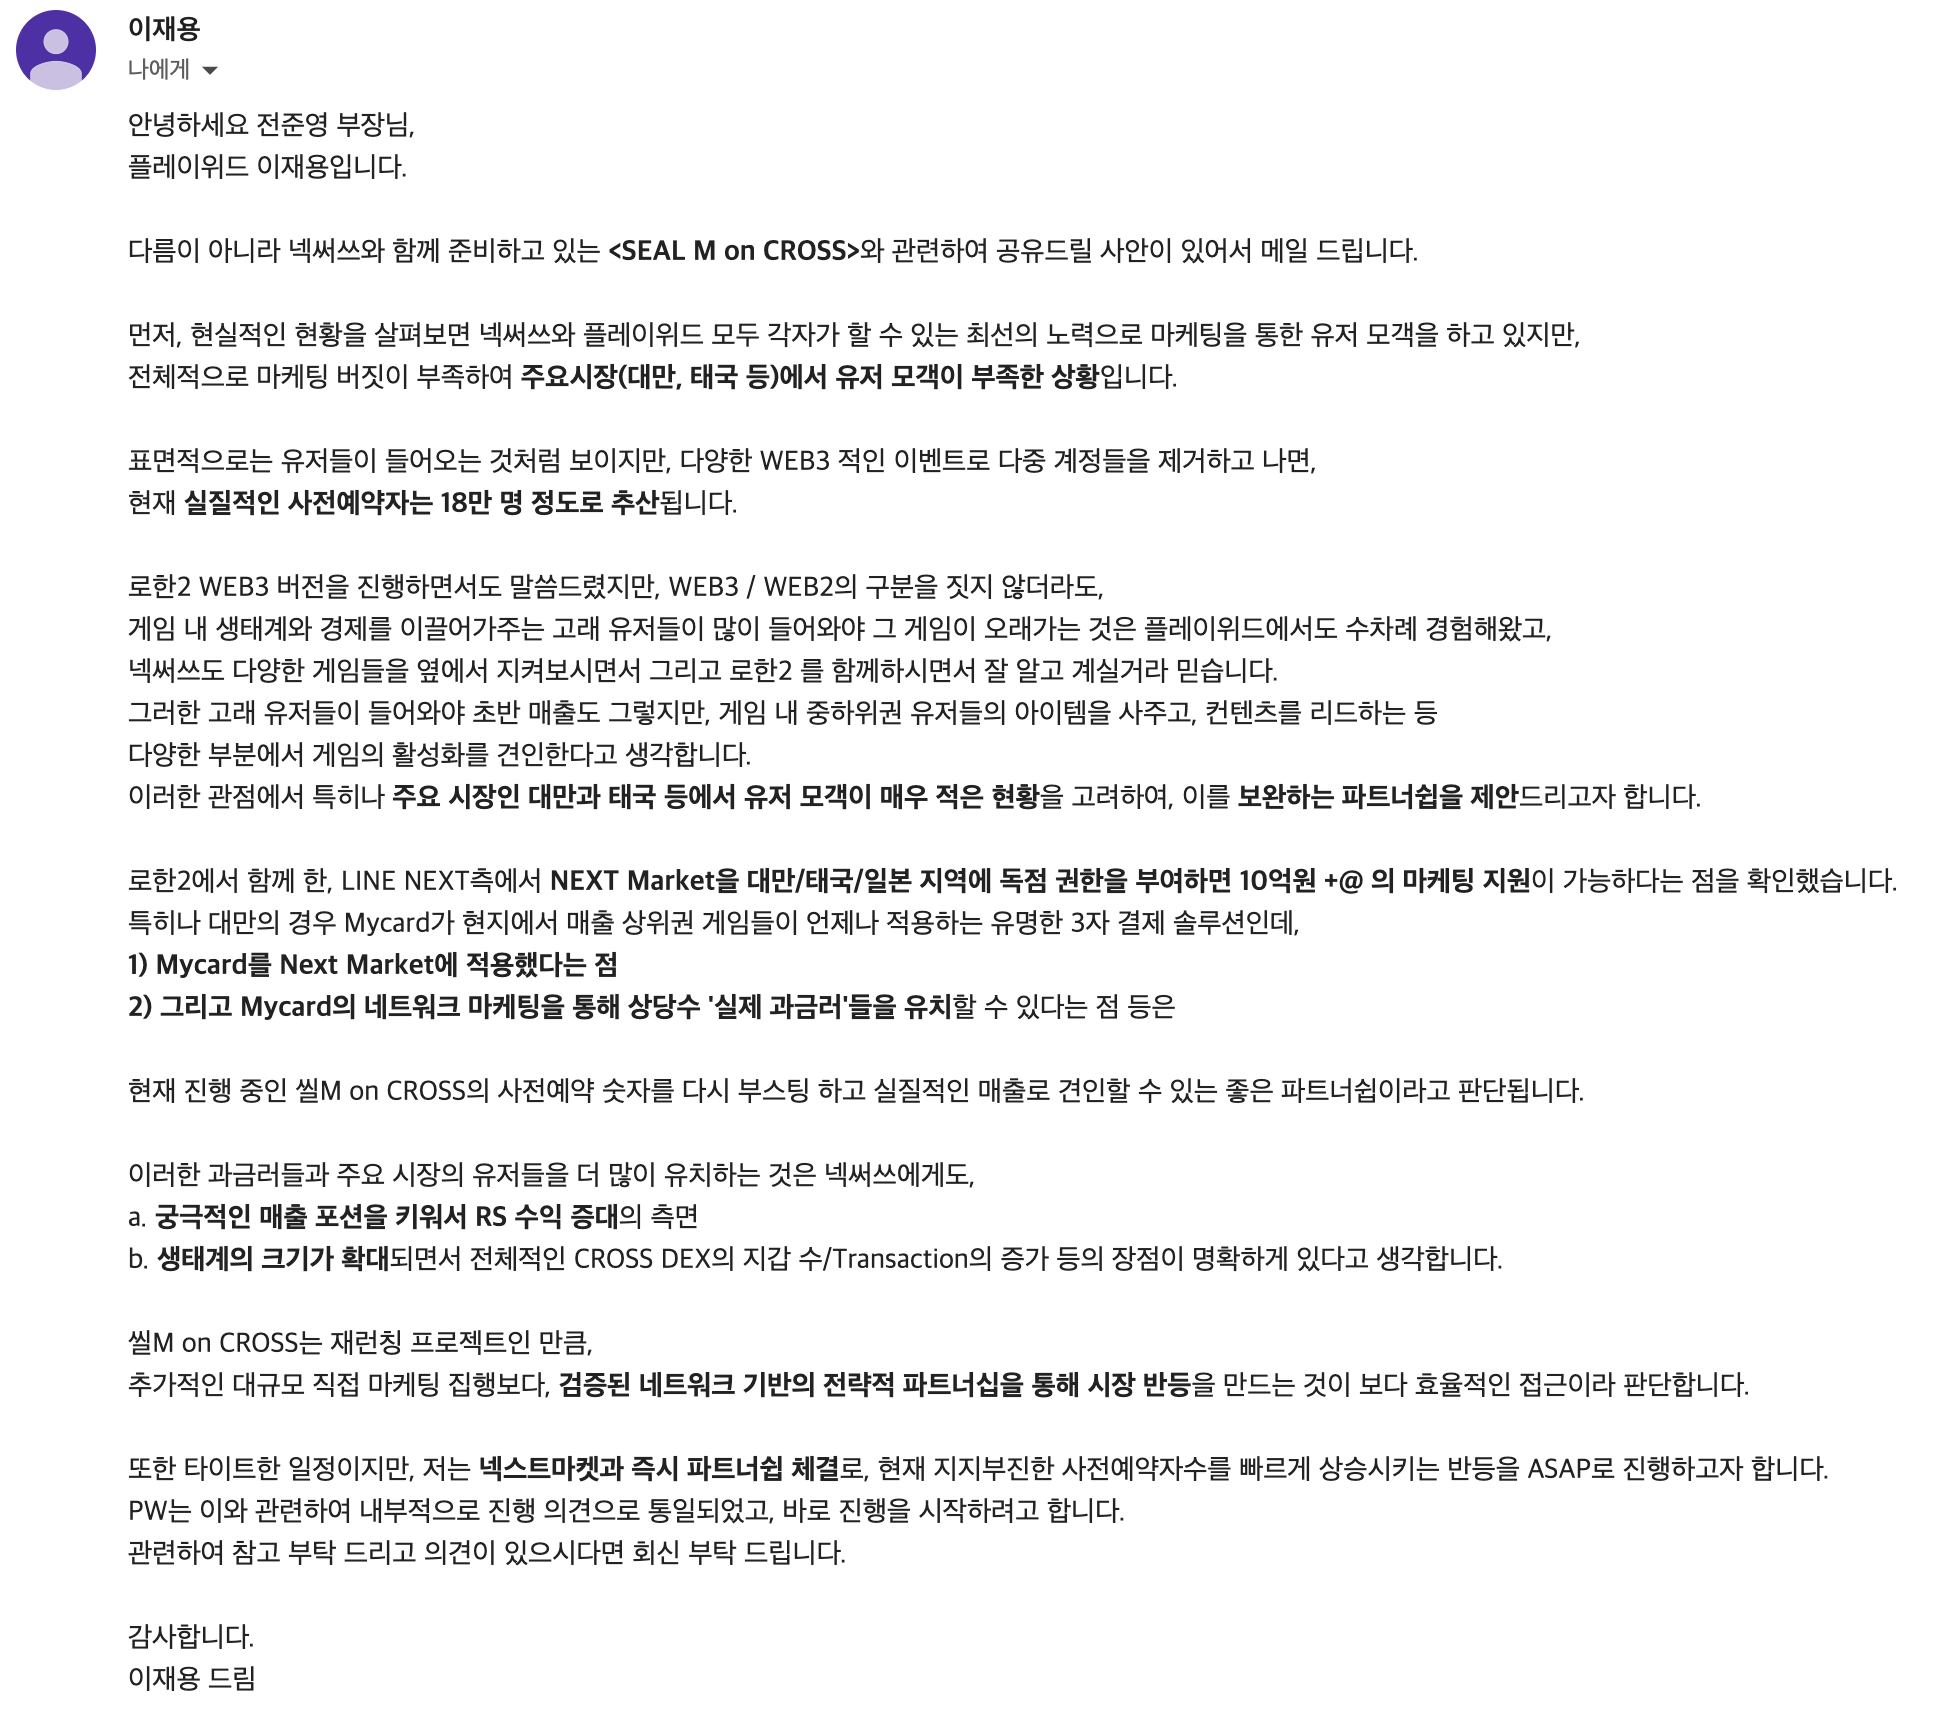 이재용
나에게
안녕하세요 전준영 부장님,
플레이위드 이재용입니다.
다름이 아니라 넥써쓰와 함께 준비하고 있는 <SEAL M on CROSS>와 관련하여 공유드릴 사안이 있어서 메일 드립니다.
먼저, 현실적인 현황을 살펴보면 넥써쓰와 플레이위드 모두 각자가 할 수 있는 최선의 노력으로 마케팅을 통한 유저 모객을 하고 있지만,
전체적으로 마케팅 버짓이 부족하여 주요시장(대만, 태국 등)에서 유저 모객이 부족한 상황입니다.
표면적으로는 유저들이 들어오는 것처럼 보이지만, 다양한 WEB3 적인 이벤트로 다중 계정들을 제거하고 나면,
현재 실질적인 사전예약자는 18만 명 정도로 추산됩니다.
로한2 WEB3 버전을 진행하면서도 말씀드렸지만, WEB3 / WEB2의 구분을 짓지 않더라도,
게임 내 생태계와 경제를 이끌어가주는 고래 유저들이 많이 들어와야 그 게임이 오래가는 것은 플레이위드에서도 수차례 경험해왔고,
넥써쓰도 다양한 게임들을 옆에서 지켜보시면서 그리고 로한2 를 함께하시면서 잘 알고 계실거라 믿습니다.
그러한 고래 유저들이 들어와야 초반 매출도 그렇지만, 게임 내 중하위권 유저들의 아이템을 사주고, 컨텐츠를 리드하는 등
다양한 부분에서 게임의 활성화를 견인한다고 생각합니다.
이러한 관점에서 특히나 주요 시장인 대만과 태국 등에서 유저 모객이 매우 적은 현황을 고려하여, 이를 보완하는 파트너쉽을 제안드리고자 합니다.
로한2에서 함께 한, LINE NEXT측에서 NEXT Market을 대만/태국/일본 지역에 독점 권한을 부여하면 10억원 +@ 의 마케팅 지원이 가능하다는 점을 확인했습니다.
특히나 대만의 경우 Mycard가 현지에서 매출 상위권 게임들이 언제나 적용하는 유명한 3자 결제 솔루션인데,
1) Mycard를 Next Market에 적용했다는 점
2) 그리고 Mycard의 네트워크 마케팅을 통해 상당수 '실제 과금러'들을 유치할 수 있다는 점 등은
현재 진행 중인 씰M on CROSS의 사전예약 숫자를 다시 부스팅 하고 실질적인 매출로 견인할 수 있는 좋은 파트너쉽이라고 판단됩니다.
이러한 과금러들과 주요 시장의 유저들을 더 많이 유치하는 것은 넥써쓰에게도,
a. 궁극적인 매출 포션을 키워서 RS 수익 증대의 측면
b. 생태계의 크기가 확대되면서 전체적인 CROSS DEX의 지갑 수/Transaction의 증가 등의 장점이 명확하게 있다고 생각합니다.
씰M on CROSS는 재런칭 프로젝트인 만큼,
추가적인 대규모 직접 마케팅 집행보다, 검증된 네트워크 기반의 전략적 파트너십을 통해 시장 반등을 만드는 것이 보다 효율적인 접근이라 판단합니다.
또한 타이트한 일정이지만, 저는 넥스트마켓과 즉시 파트너쉽 체결로, 현재 지지부진한 사전예약자수를 빠르게 상승시키는 반등을 ASAP로 진행하고자 합니다.
PW는 이와 관련하여 내부적으로 진행 의견으로 통일되었고, 바로 진행을 시작하려고 합니다.
관련하여 참고 부탁 드리고 의견이 있으시다면 회신 부탁 드립니다.
감사합니다.
이재용 드림